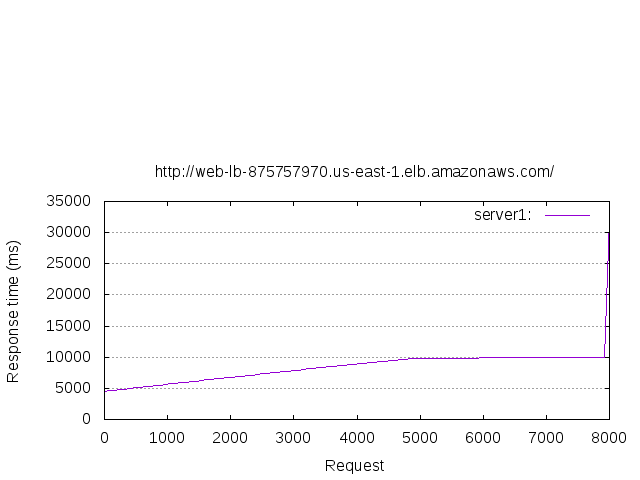 http://web-lb-875757970.us-east-1.elb.amazonaws.com/
35000
30000
25000
20000
15000
10000
5000
0
Response time (ms)
server1:
0 1000 2000 3000 4000 5000 6000 7000 8000
Request